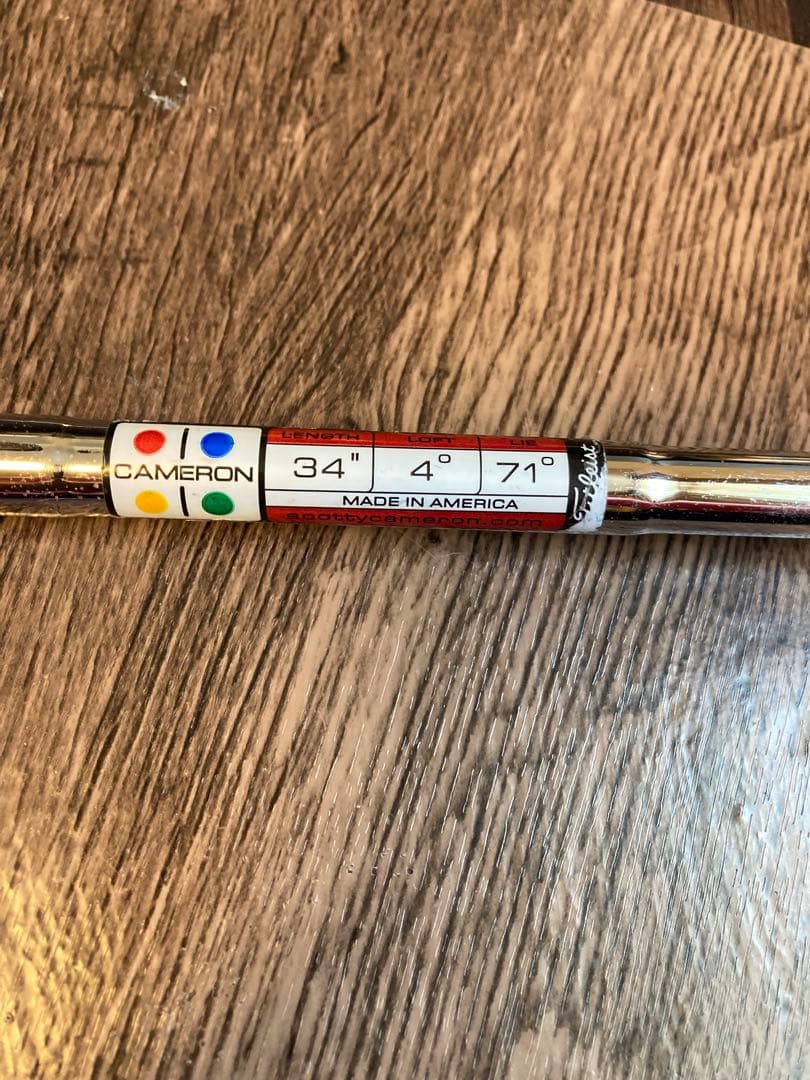 CAMERON
LENGTH LOFT LIE
34" 4° 71°
MADE IN AMERICA
scottycameron.com
Titleist